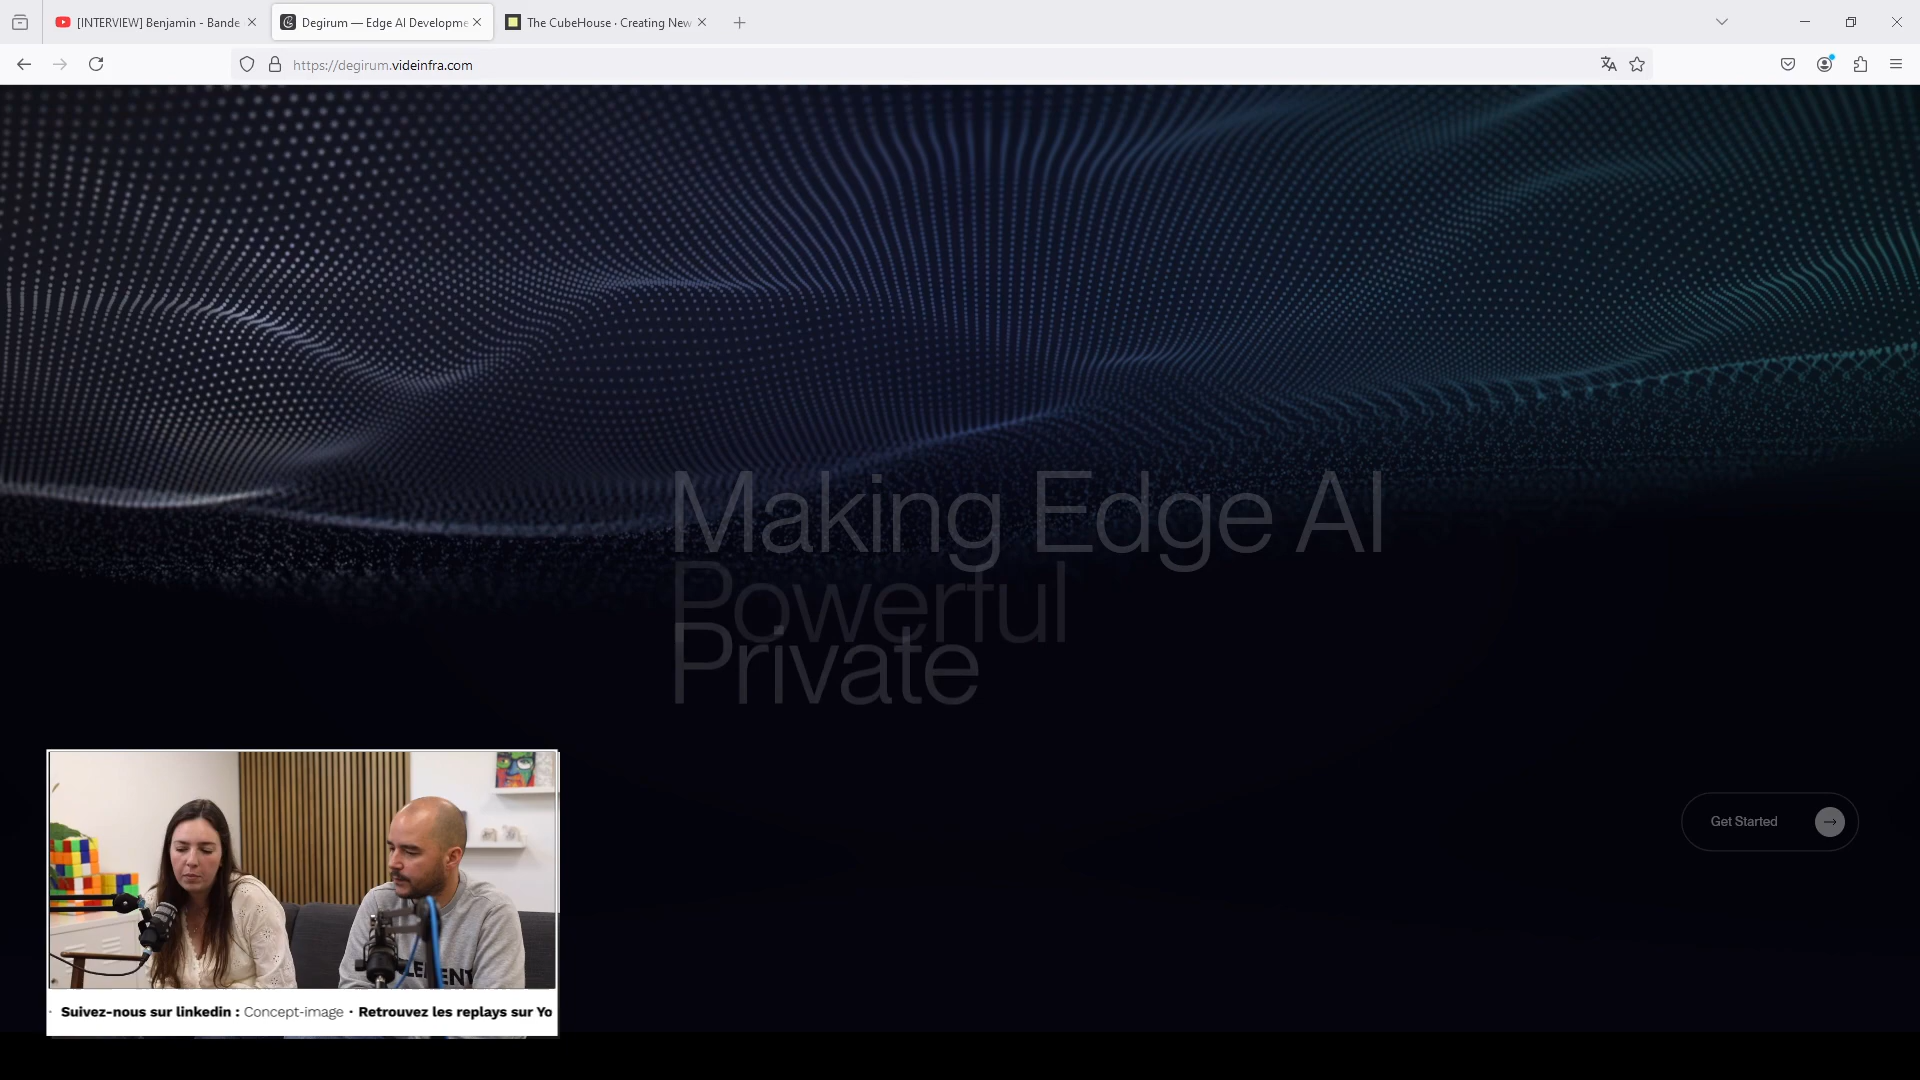 [INTERVIEW] Benjamin - Bande
Degirum — Edge AI Developme
The CubeHouse · Creating New
https://degirum.videinfra.com
Making Edge AI
Powerful
Private
Get Started
LEMENT
· Suivez-nous sur linkedin : Concept-image · Retrouvez les replays sur Yo